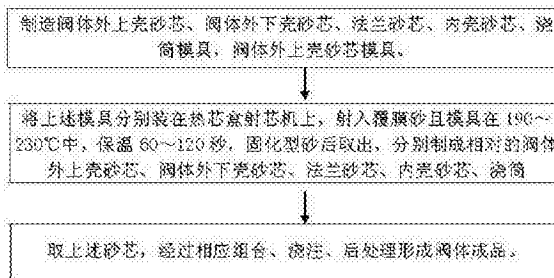 制造阀体外上壳砂芯、阀体外下壳砂芯、法兰砂芯、内壳砂芯、浇
筒模具，阀体外上壳砂芯模具。
将上述模具分别装在热芯盒射芯机上，射入覆膜砂且模具在190～
230℃中，保温60～120秒，固化型砂后取出，分别制成相对的阀体
外上壳砂芯、阀体外下壳砂芯、法兰砂芯、内壳砂芯、浇筒
取上述砂芯，经过相应组合、浇注、后处理形成阀体成品。